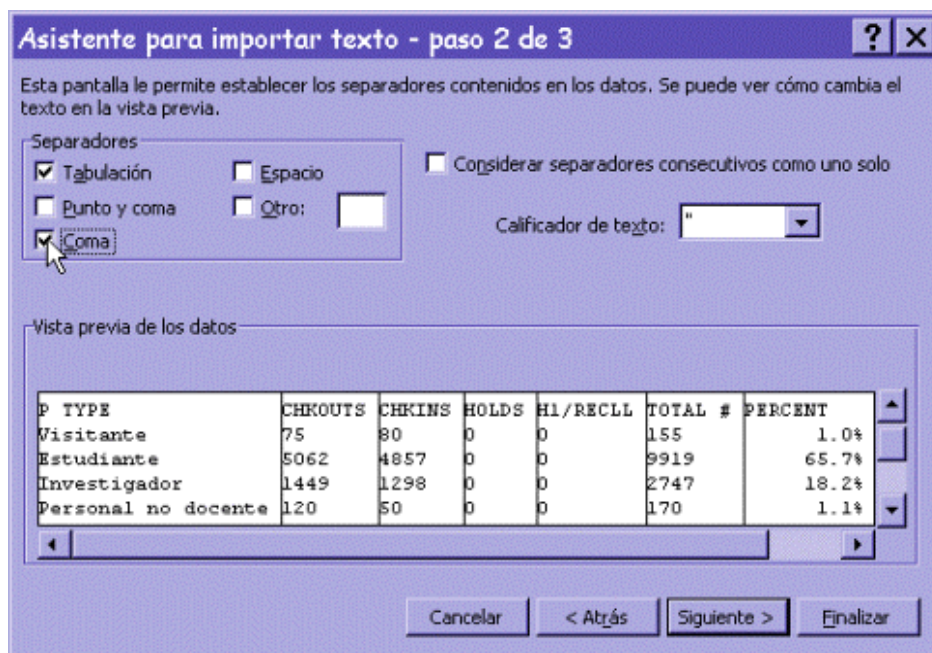 Asistente para importar texto - paso 2 de 3
Esta pantalla le permite establecer los separadores contenidos en los datos. Se puede ver cómo cambia el
texto en la vista previa.
Separadores
Tabulación
Espacio
Considerar separadores consecutivos como uno solo
Punto y coma
Otro:
Calificador de texto: "
Coma
Vista previa de los datos
P TYPE CHKOUTS CHKINS HOLDS H1/RECLL TOTAL # PERCENT
Visitante 75 80 0 0 155 1.0%
Estudiante 5062 4857 0 0 9919 65.7%
Investigador 1449 1298 0 0 2747 18.2%
Personal no docente 120 50 0 0 170 1.1%
Cancelar < Atrás Siguiente > Finalizar